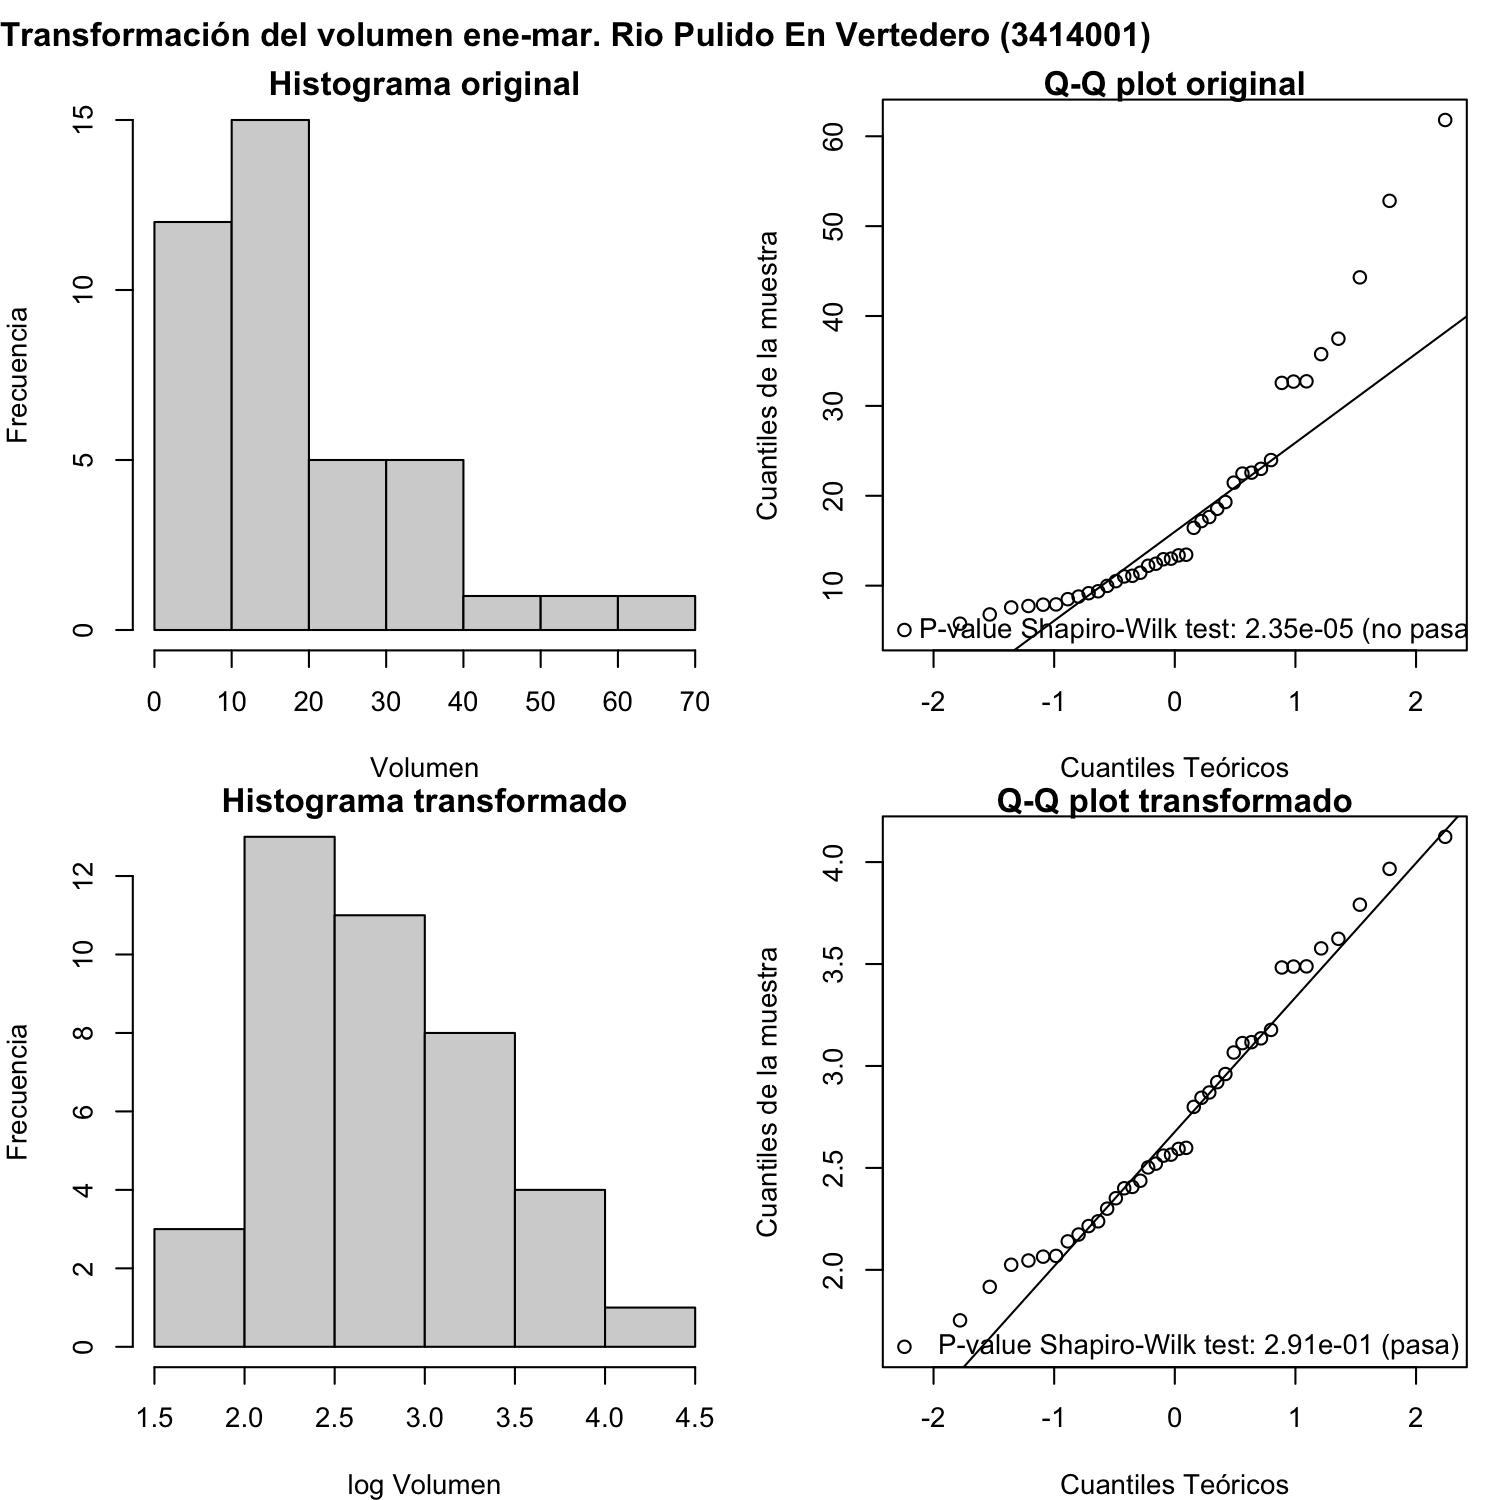 Transformación del volumen ene-mar. Rio Pulido En Vertedero (3414001)
Histograma original
Frecuencia
15
10
5
0
0 10 20 30 40 50 60 70
Volumen
Q-Q plot original
Cuantiles de la muestra
60
50
40
30
20
10
P-value Shapiro-Wilk test: 2.35e-05 (no pasa
-2 -1 0 1 2
Cuantiles Teóricos
Histograma transformado
Frecuencia
12
10
8
6
4
2
0
1.5 2.0 2.5 3.0 3.5 4.0 4.5
log Volumen
Q-Q plot transformado
Cuantiles de la muestra
4.0
3.5
3.0
2.5
2.0
P-value Shapiro-Wilk test: 2.91e-01 (pasa)
-2 -1 0 1 2
Cuantiles Teóricos